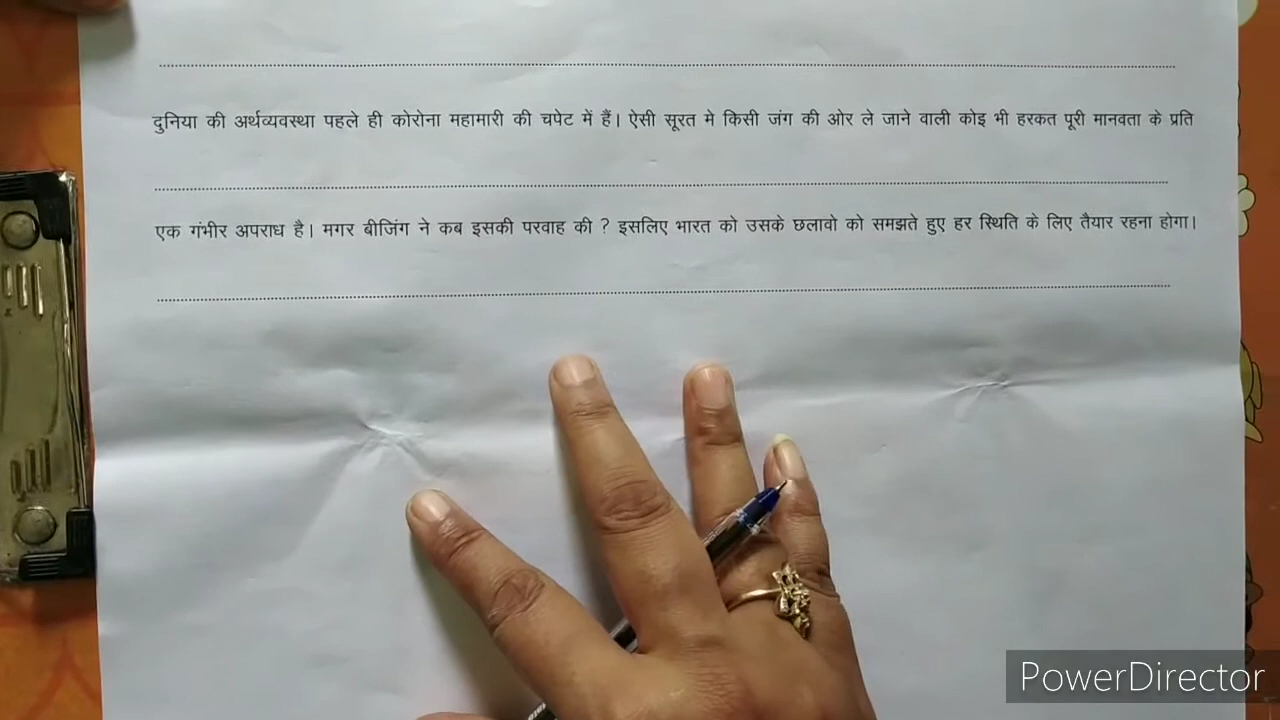 दुनिया की अर्थव्यवस्था पहले ही कोरोना महामारी की चपेट में हैं। ऐसी सूरत मे किसी जंग की ओर ले जाने वाली कोइ भी हरकत पूरी मानवता के प्रति
एक गंभीर अपराध है। मगर बीजिंग ने कब इसकी परवाह की ? इसलिए भारत को उसके छलावो को समझते हुए हर स्थिति के लिए तैयार रहना होगा।
PowerDirector